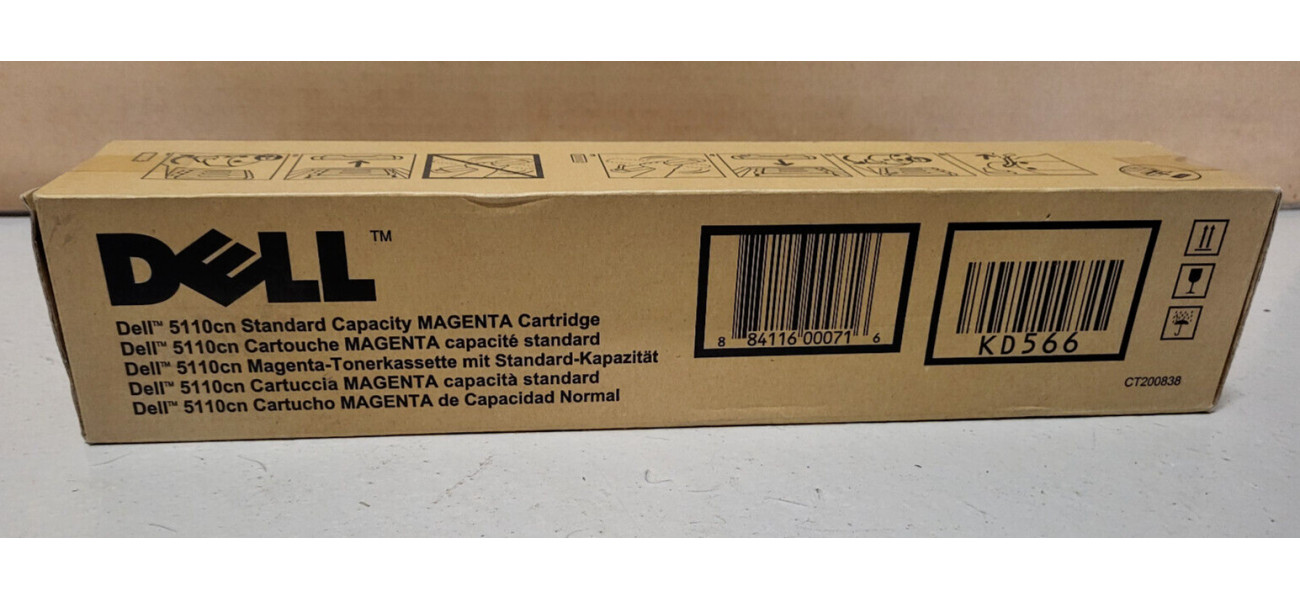 DELL™
Dell™ 5110cn Standard Capacity MAGENTA Cartridge
Dell™ 5110cn Cartouche MAGENTA capacité standard
Dell™ 5110cn Magenta-Tonerkassette mit Standard-Kapazität
Dell™ 5110cn Cartuccia MAGENTA capacità standard
Dell™ 5110cn Cartucho MAGENTA de Capacidad Normal
8 84116 00071 6
KD566
CT200838